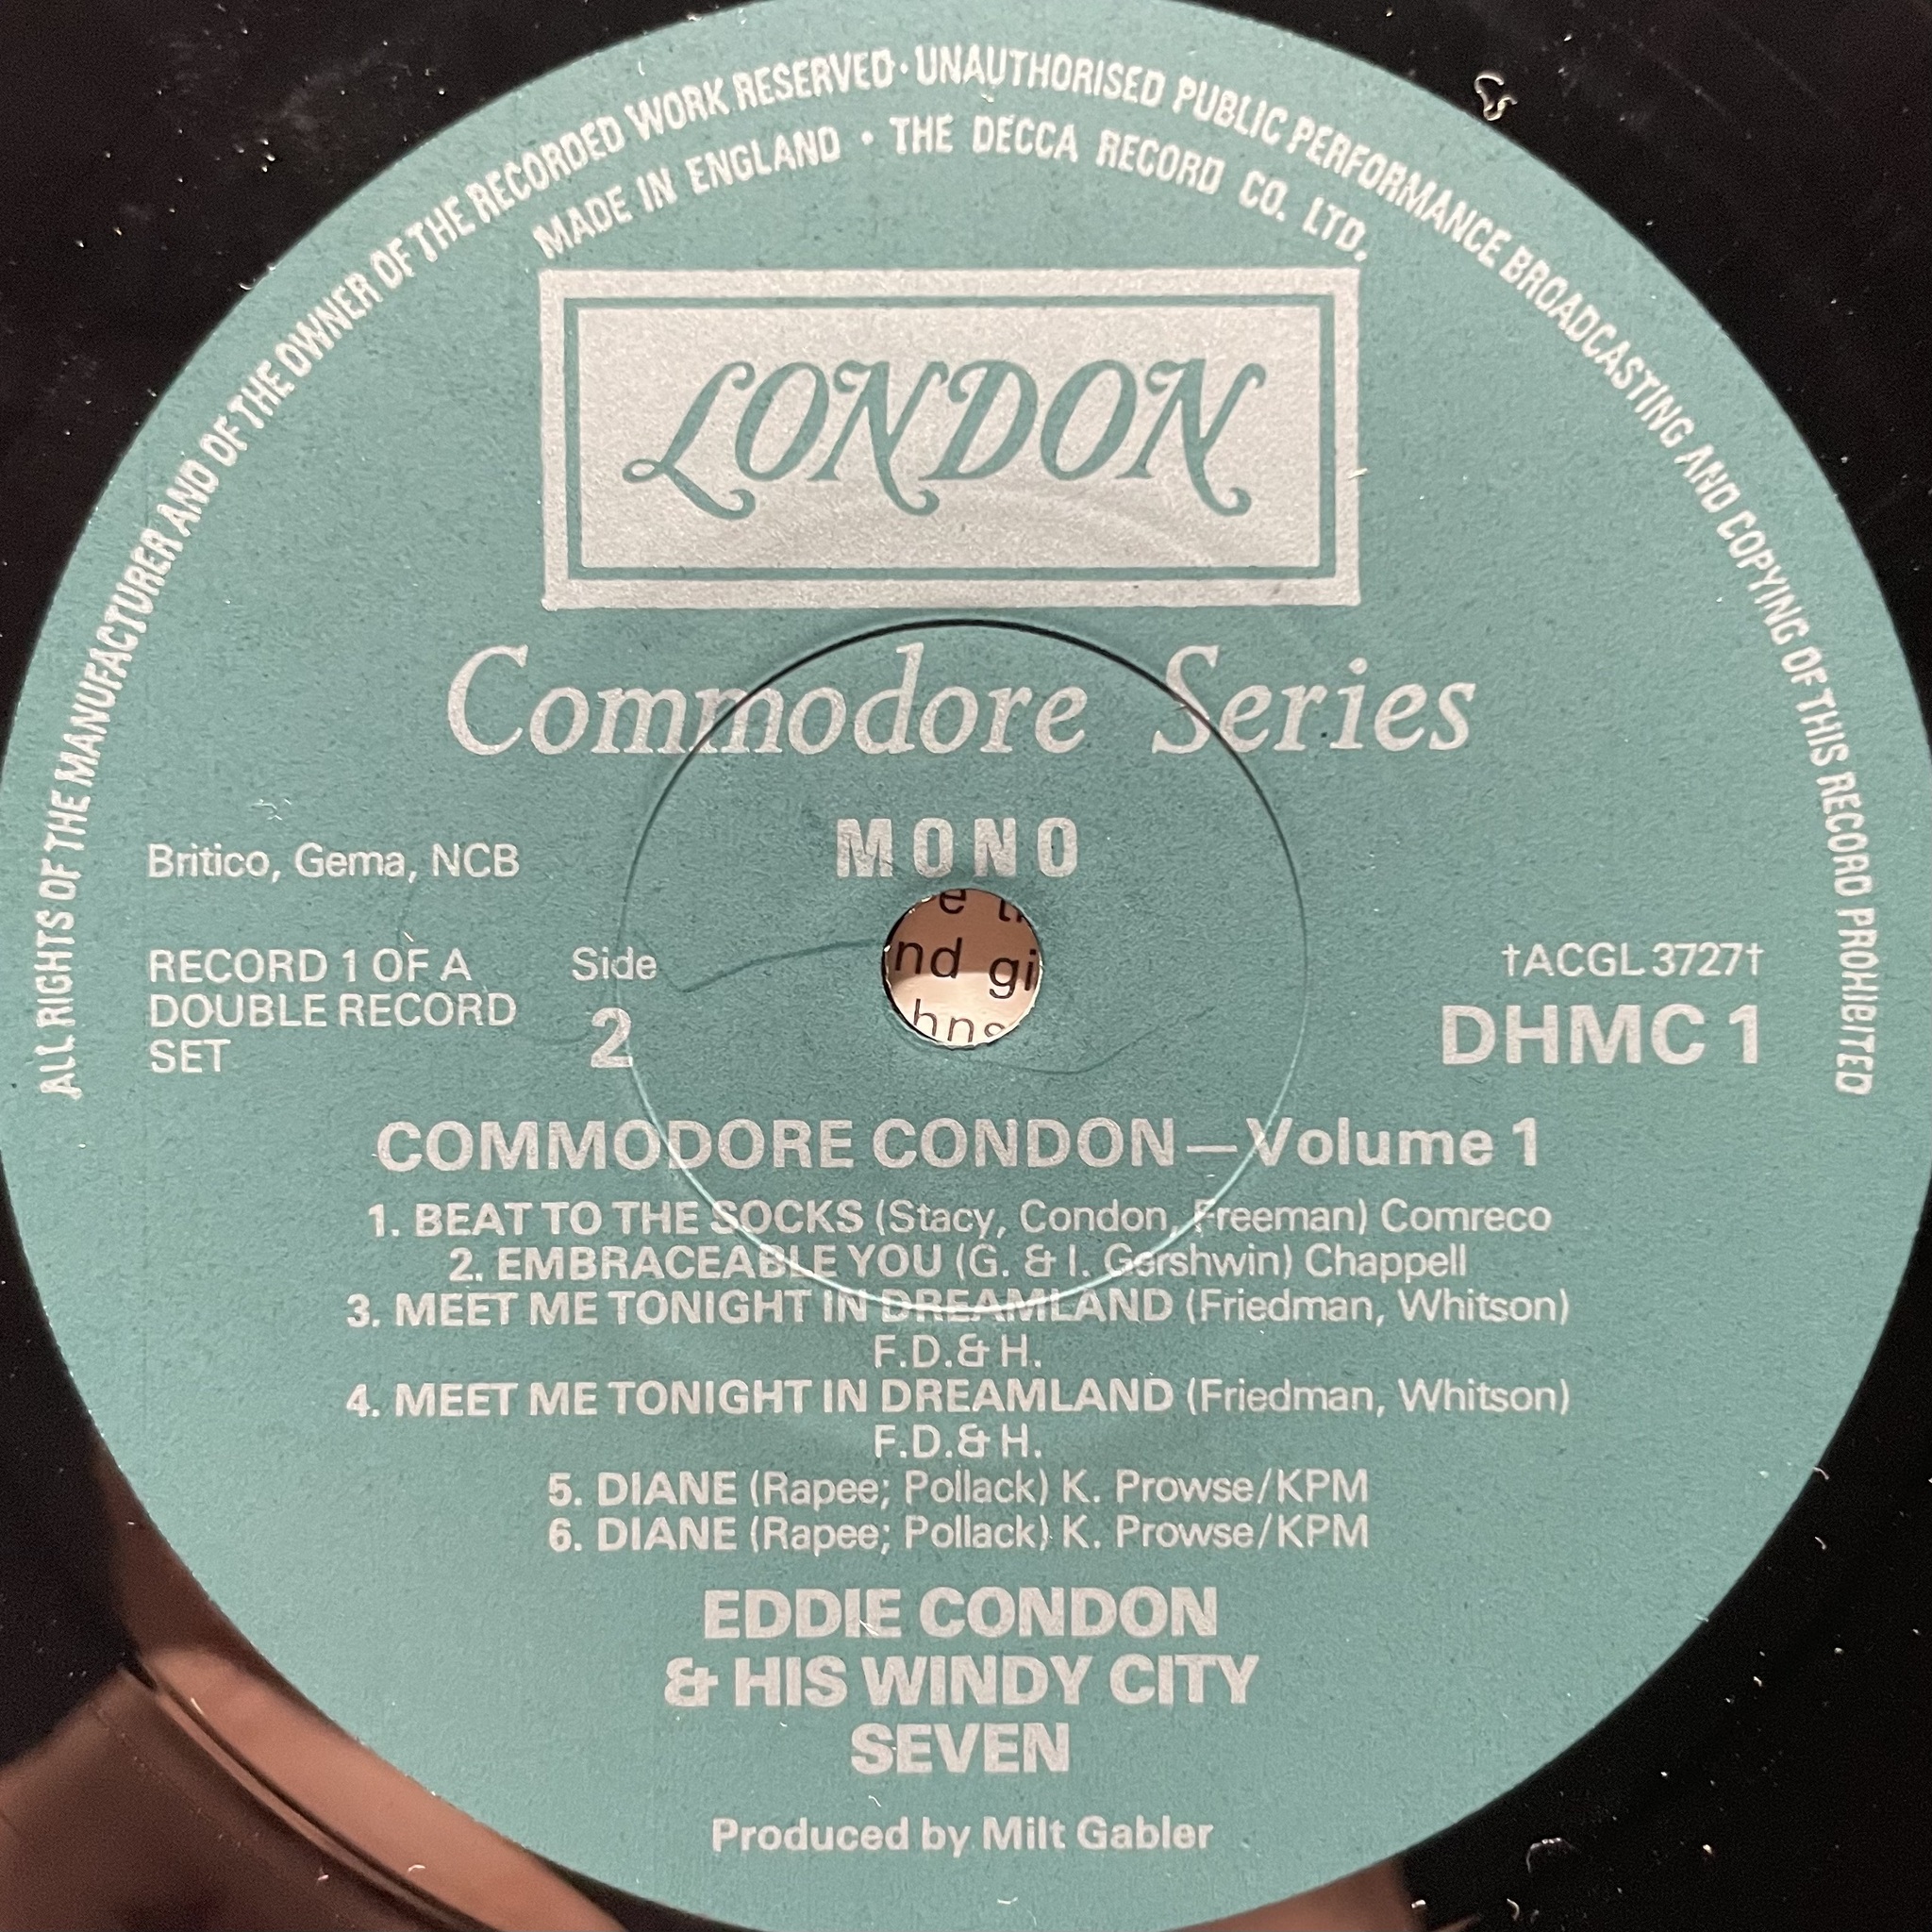 ALL RIGHTS OF THE MANUFACTURER AND OF THE OWNER OF THE RECORDED WORK RESERVED · UNAUTHORISED PUBLIC PERFORMANCE BROADCASTING AND COPYING OF THIS RECORD PROHIBITED
MADE IN ENGLAND · THE DECCA RECORD CO. LTD.
LONDON
Commodore Series
MONO
Britico, Gema, NCB
RECORD 1 OF A
DOUBLE RECORD
SET
Side
2
nd gi
†ACGL 3727†
DHMC 1
COMMODORE CONDON—Volume 1
1. BEAT TO THE SOCKS (Stacy, Condon, Freeman) Comreco
2. EMBRACEABLE YOU (G. & I. Gershwin) Chappell
3. MEET ME TONIGHT IN DREAMLAND (Friedman, Whitson)
F.D.& H.
4. MEET ME TONIGHT IN DREAMLAND (Friedman, Whitson)
F.D.& H.
5. DIANE (Rapee; Pollack) K. Prowse/KPM
6. DIANE (Rapee; Pollack) K. Prowse/KPM
EDDIE CONDON
& HIS WINDY CITY
SEVEN
Produced by Milt Gabler